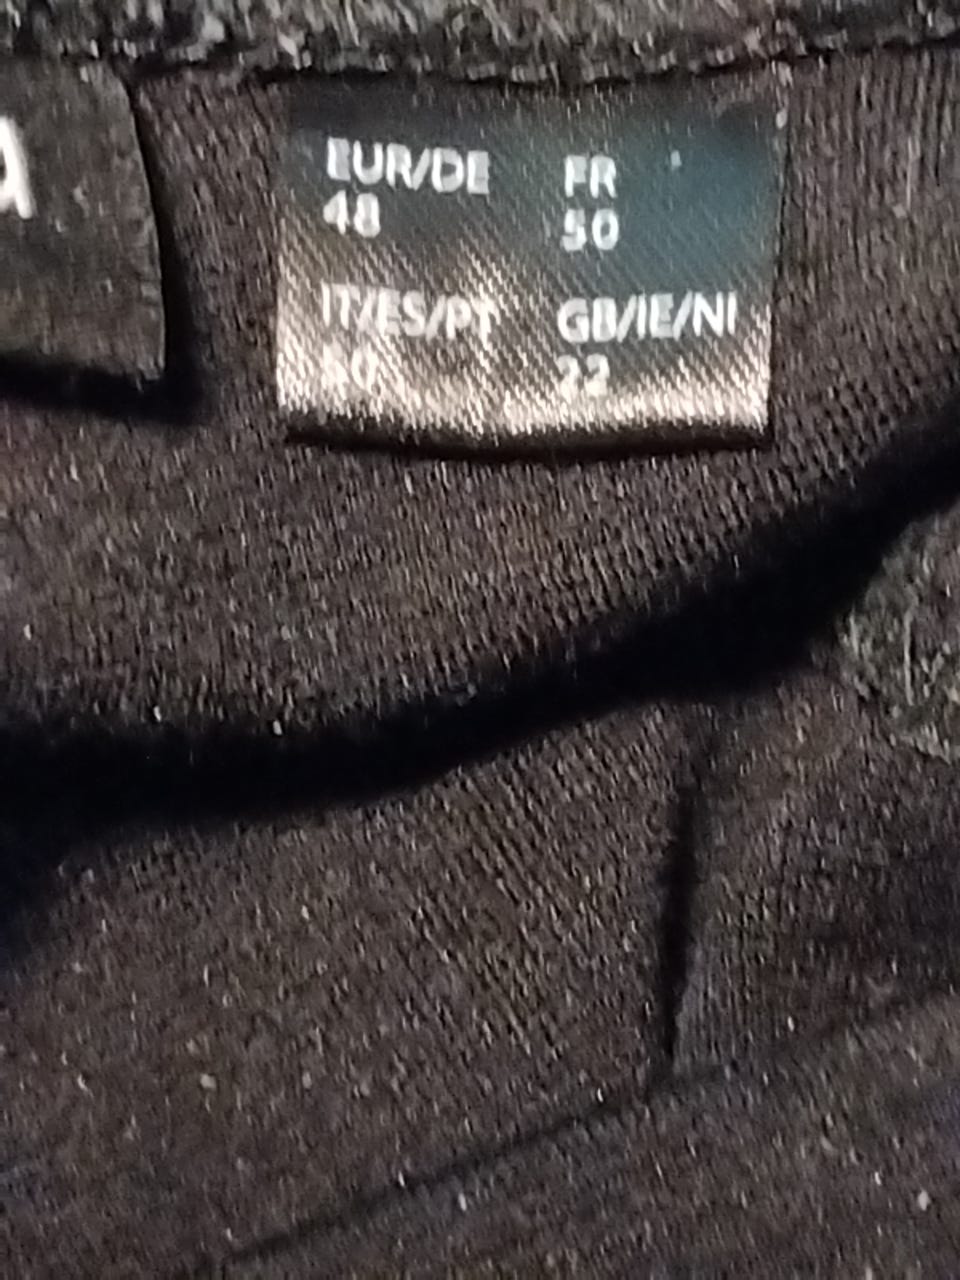 EUR/DE FR
48 50
IT/ES/PT GB/IE/NI
22